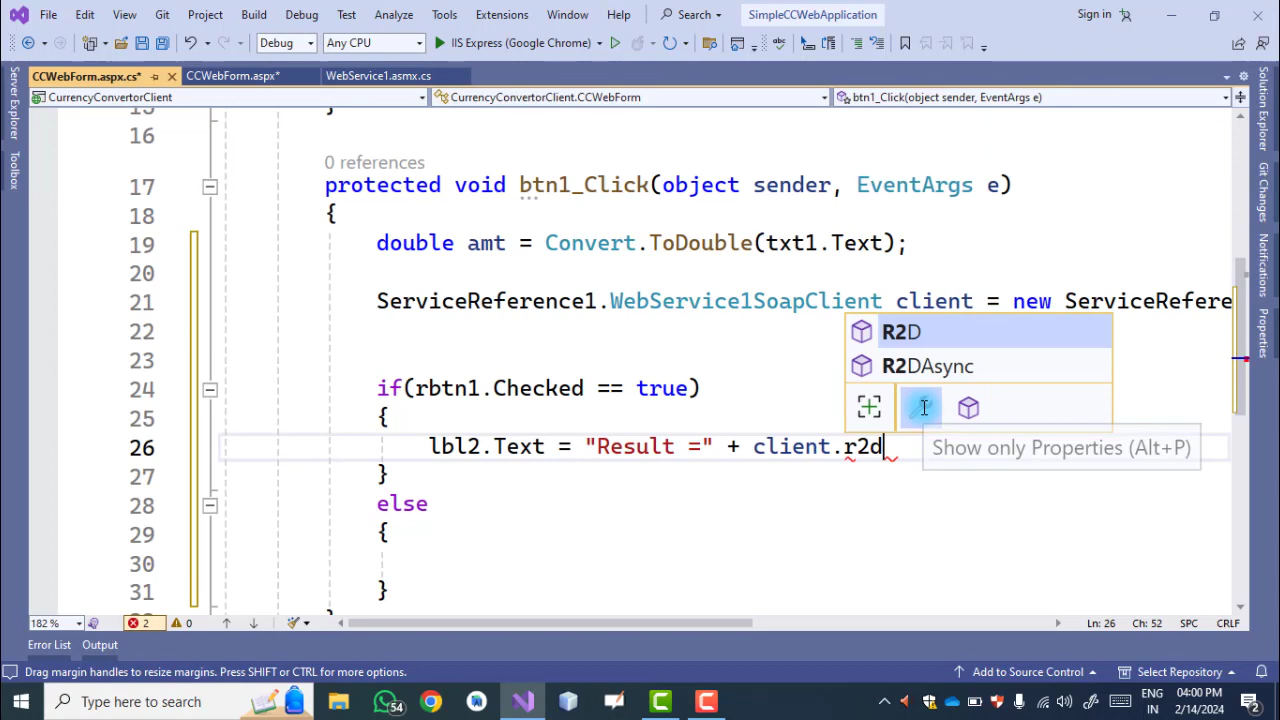 File Edit View Git Project Build Debug Test Analyze Tools Extensions Window Help Search SimpleCCWebApplication Sign in
Debug Any CPU IIS Express (Google Chrome)
CCWebForm.aspx.cs* CCWebForm.aspx* WebService1.asmx.cs
CurrencyConvertorClient CurrencyConvertorClient.CCWebForm btn1_Click(object sender, EventArgs e)
Server Explorer
Toolbox
Solution Explorer
Git Changes
Notifications
Properties
}
16
0 references
17 protected void btn1_Click(object sender, EventArgs e)
18 {
19 double amt = Convert.ToDouble(txt1.Text);
20
21 ServiceReference1.WebService1SoapClient client = new ServiceRefere
22
23
24 if(rbtn1.Checked == true)
25 {
26 lbl2.Text = "Result =" + client.r2d
}
28 else
29 {
30
31 }
R2D
R2DAsync
Show only Properties (Alt+P)
182 % 2 0 Ln: 26 Ch: 52 SPC CRLF
Error List Output
Drag margin handles to resize margins. Press SHIFT or CTRL for more options. Add to Source Control Select Repository
Type here to search 54 ENG IN 04:00 PM 2/14/2024 2